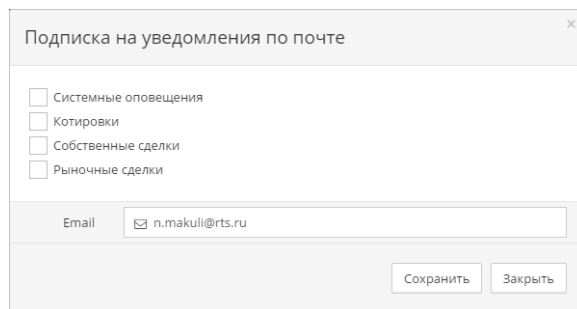 Подписка на уведомления по почте
×
Системные оповещения
Котировки
Собственные сделки
Рыночные сделки
Email n.makuli@rts.ru
Сохранить Закрыть